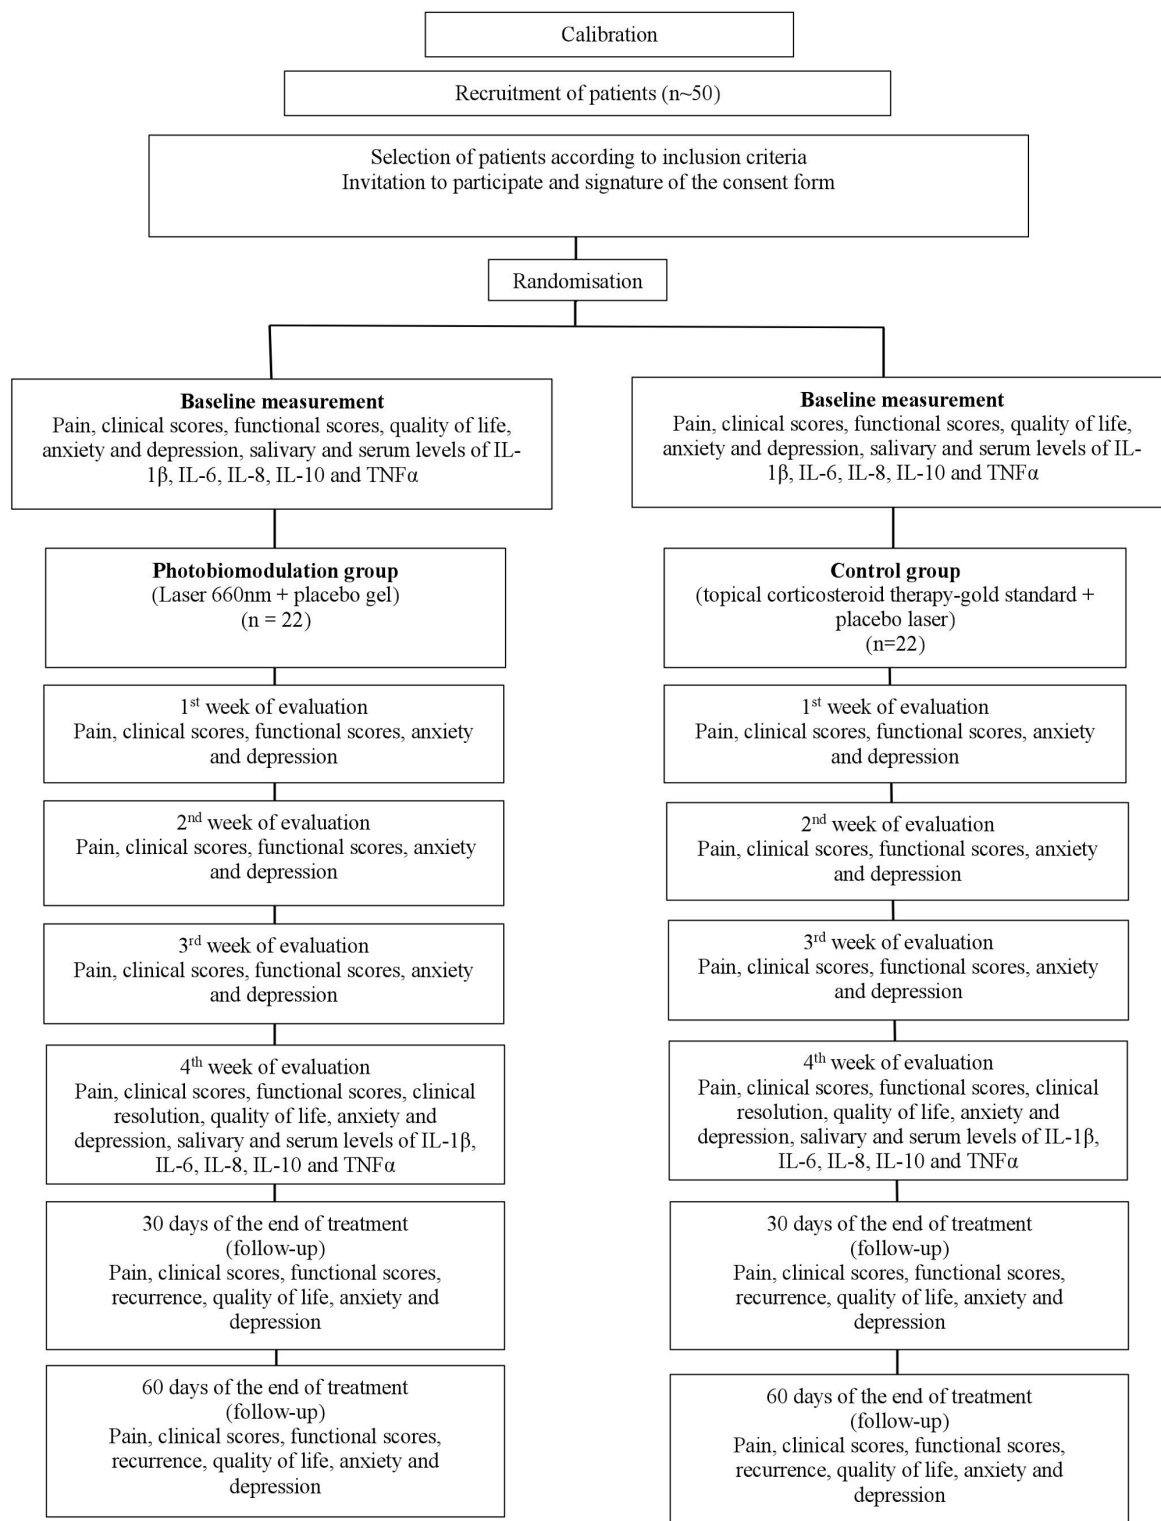 Calibration
Recruitment of patients (n~50)
Selection of patients according to inclusion criteria
Invitation to participate and signature of the consent form
Randomisation
Baseline measurement
Pain, clinical scores, functional scores, quality of life,
anxiety and depression, salivary and serum levels of IL-
1β, IL-6, IL-8, IL-10 and TNFα
Baseline measurement
Pain, clinical scores, functional scores, quality of life,
anxiety and depression, salivary and serum levels of IL-
1β, IL-6, IL-8, IL-10 and TNFα
Photobiomodulation group
(Laser 660nm + placebo gel)
(n = 22)
Control group
(topical corticosteroid therapy-gold standard +
placebo laser)
(n=22)
1st week of evaluation
Pain, clinical scores, functional scores, anxiety
and depression
1st week of evaluation
Pain, clinical scores, functional scores, anxiety
and depression
2nd week of evaluation
Pain, clinical scores, functional scores, anxiety
and depression
2nd week of evaluation
Pain, clinical scores, functional scores, anxiety
and depression
3rd week of evaluation
Pain, clinical scores, functional scores, anxiety
and depression
3rd week of evaluation
Pain, clinical scores, functional scores, anxiety
and depression
4th week of evaluation
Pain, clinical scores, functional scores, clinical
resolution, quality of life, anxiety and
depression, salivary and serum levels of IL-1β,
IL-6, IL-8, IL-10 and TNFα
4th week of evaluation
Pain, clinical scores, functional scores, clinical
resolution, quality of life, anxiety and
depression, salivary and serum levels of IL-1β,
IL-6, IL-8, IL-10 and TNFα
30 days of the end of treatment
(follow-up)
Pain, clinical scores, functional scores,
recurrence, quality of life, anxiety and
depression
30 days of the end of treatment
(follow-up)
Pain, clinical scores, functional scores,
recurrence, quality of life, anxiety and
depression
60 days of the end of treatment
(follow-up)
Pain, clinical scores, functional scores,
recurrence, quality of life, anxiety and
depression
60 days of the end of treatment
(follow-up)
Pain, clinical scores, functional scores,
recurrence, quality of life, anxiety and
depression